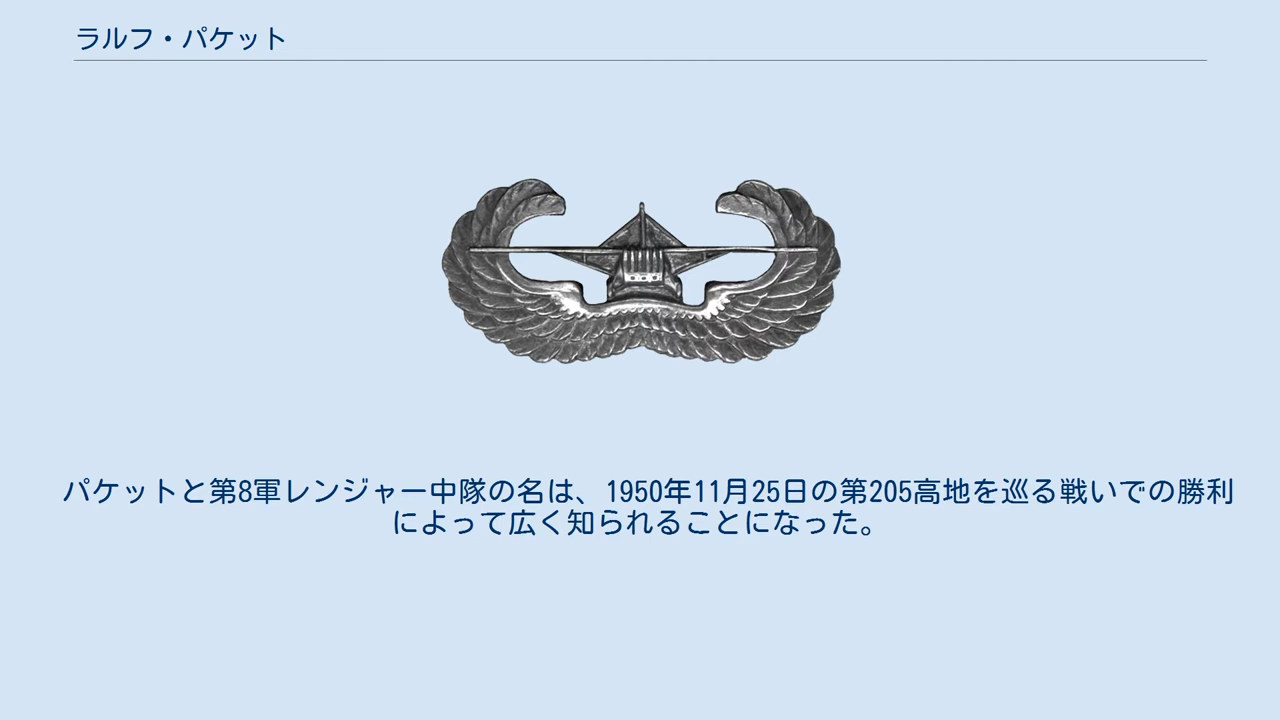 ラルフ・パケット
パケットと第8軍レンジャー中隊の名は、1950年11月25日の第205高地を巡る戦いでの勝利
によって広く知られることになった。